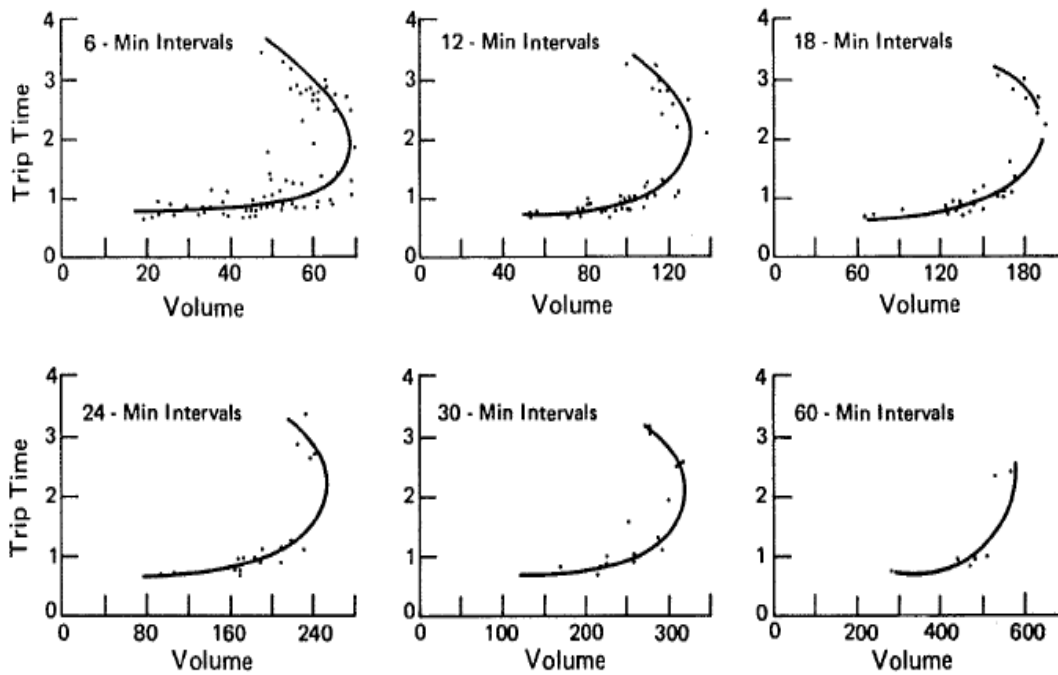 4 6 - Min Intervals
3
2
1
0
Trip Time
0 20 40 60
Volume
4 12 - Min Intervals
3
2
1
0
0 40 80 120
Volume
4 18 - Min Intervals
3
2
1
0
0 60 120 180
Volume
4 24 - Min Intervals
3
2
1
0
Trip Time
0 80 160 240
Volume
4 30 - Min Intervals
3
2
1
0
0 100 200 300
Volume
4 60 - Min Intervals
3
2
1
0
0 200 400 600
Volume